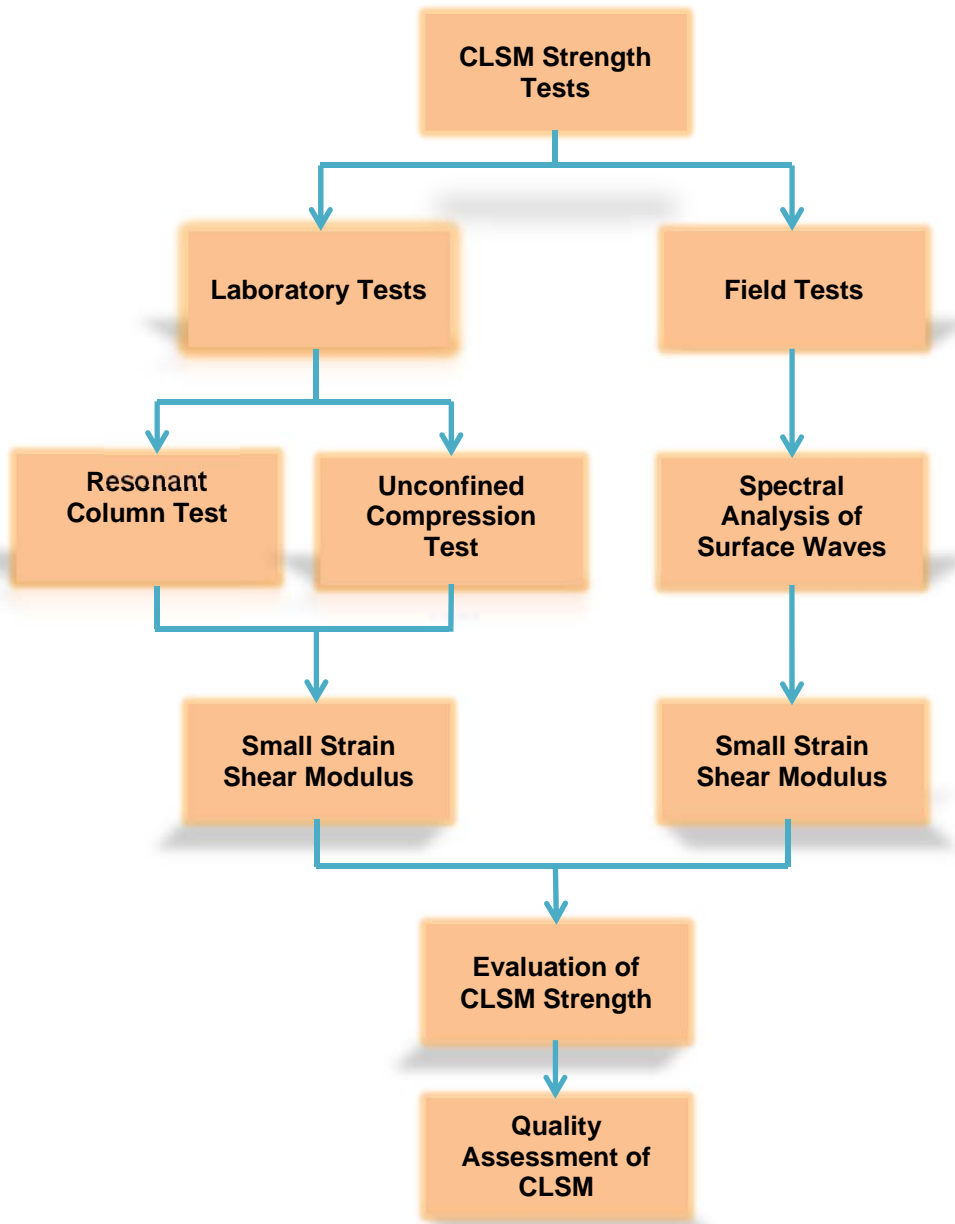 CLSM Strength
Tests
Laboratory Tests
Field Tests
Resonant
Column Test
Unconfined
Compression
Test
Spectral
Analysis of
Surface Waves
Small Strain
Shear Modulus
Small Strain
Shear Modulus
Evaluation of
CLSM Strength
Quality
Assessment of
CLSM